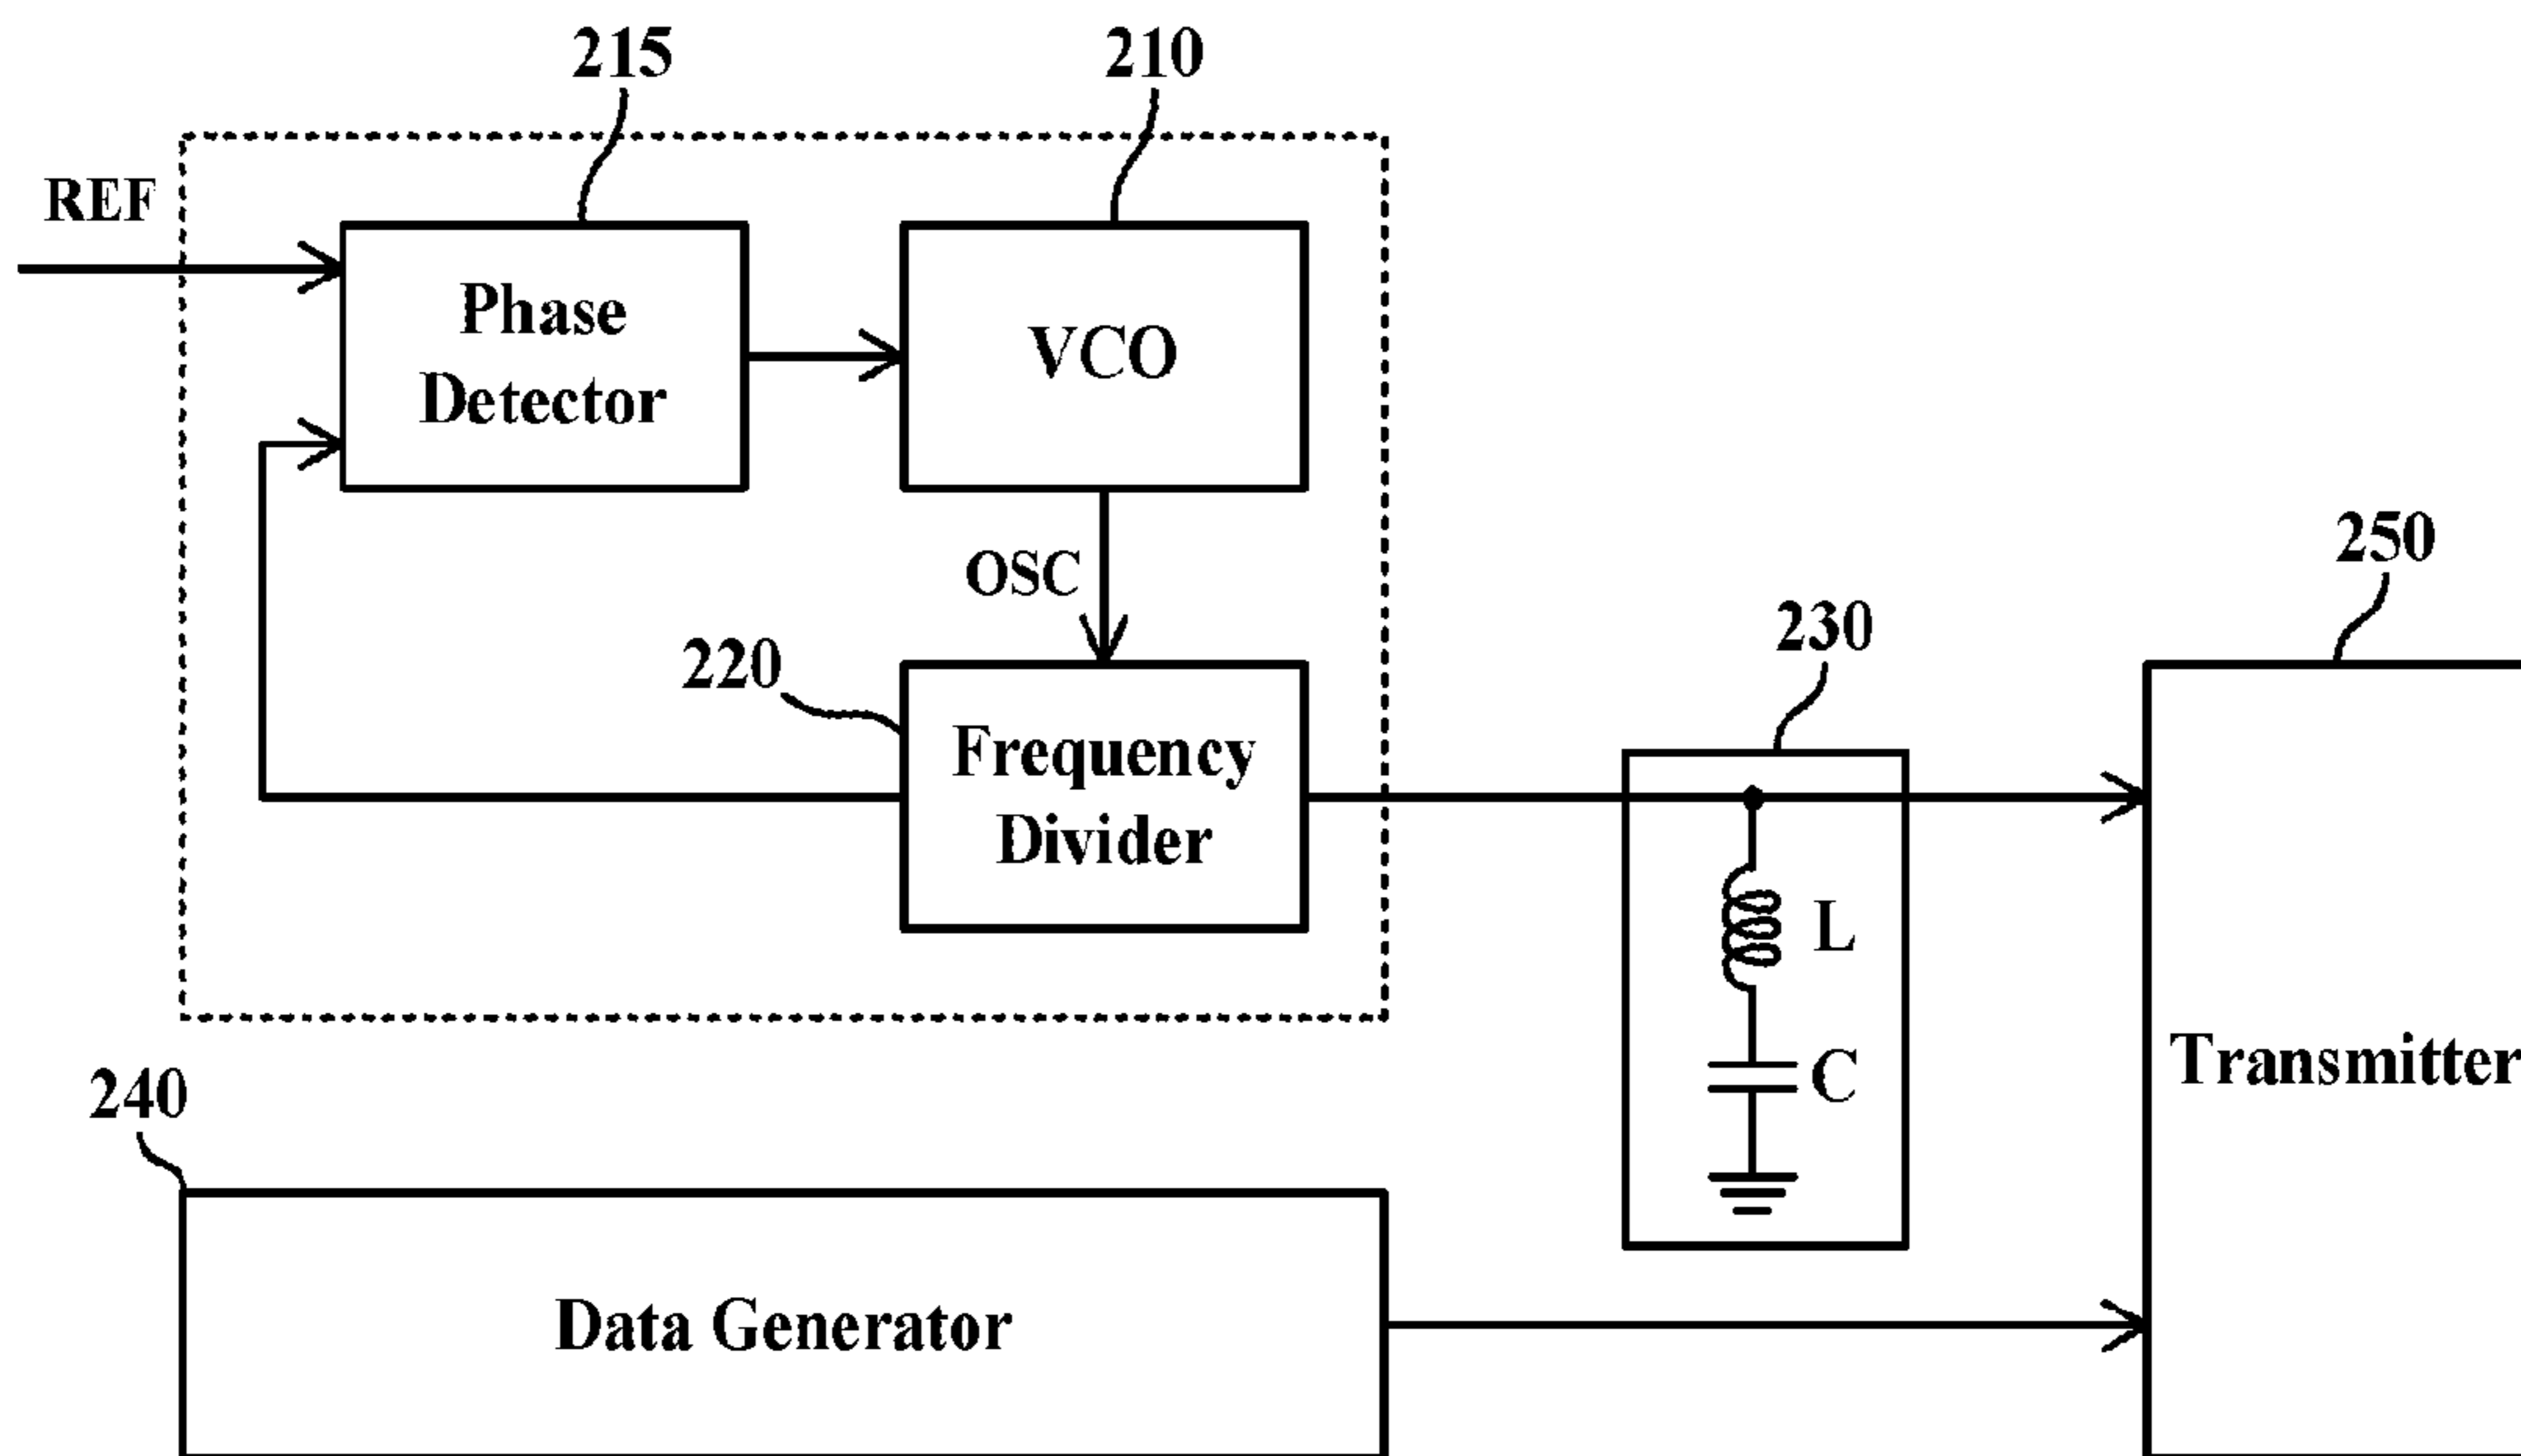 215
210
REF
Phase
Detector
VCO
OSC
250
230
220
Frequency
Divider
L
Transmitter
C
240
Data Generator